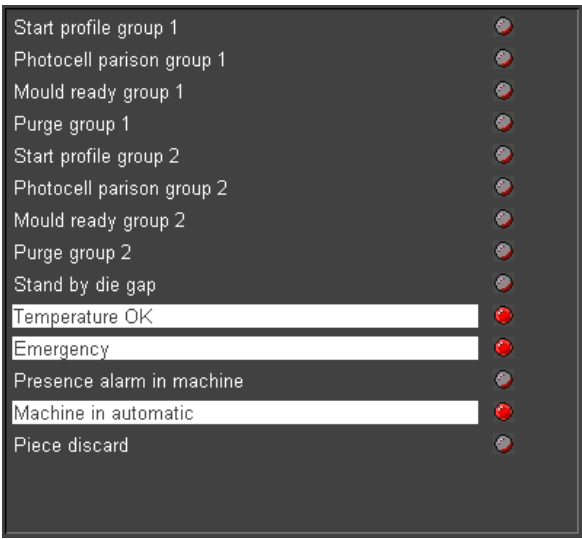 Start profile group 1
Photocell parison group 1
Mould ready group 1
Purge group 1
Start profile group 2
Photocell parison group 2
Mould ready group 2
Purge group 2
Stand by die gap
Temperature OK
Emergency
Presence alarm in machine
Machine in automatic
Piece discard